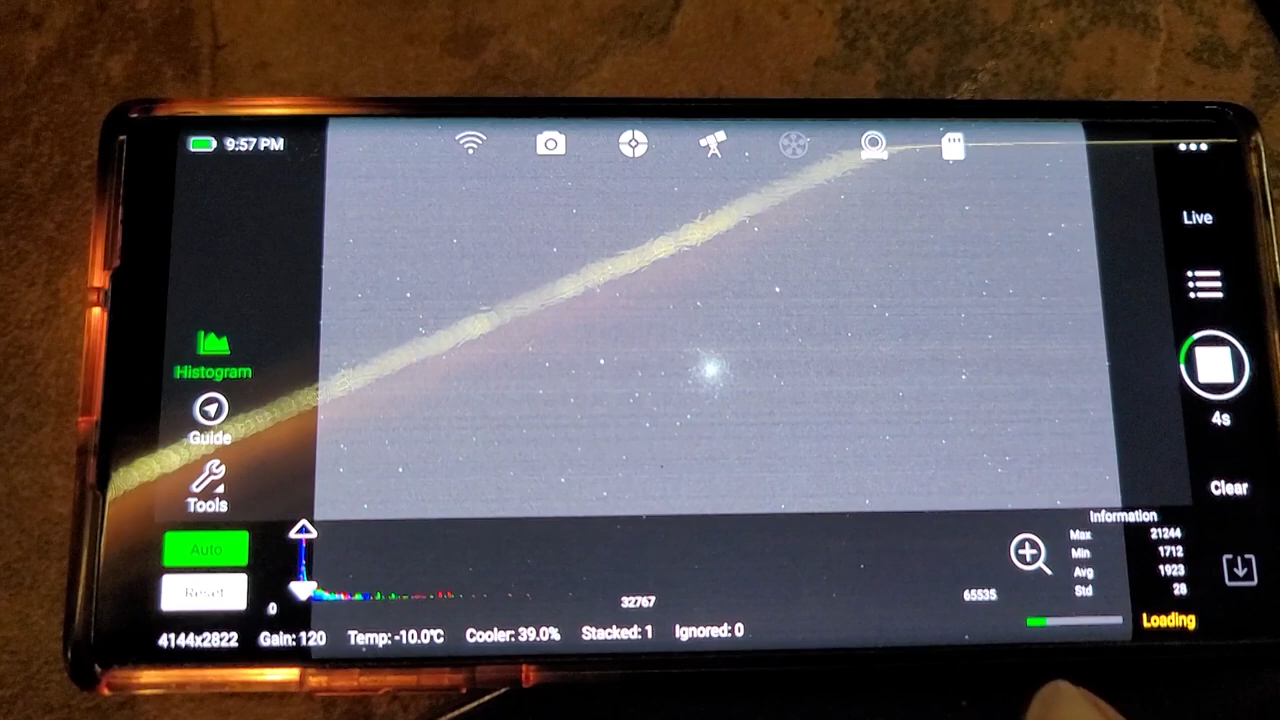 9:57 PM
Live
Histogram
Guide
Tools
4s
Clear
Auto
Reset
0
32767
65535
Information
Max 21244
Min 1712
Avg 1923
Std 28
Loading
4144x2822 Gain: 120 Temp: -10.0℃ Cooler: 39.0% Stacked: 1 Ignored: 0